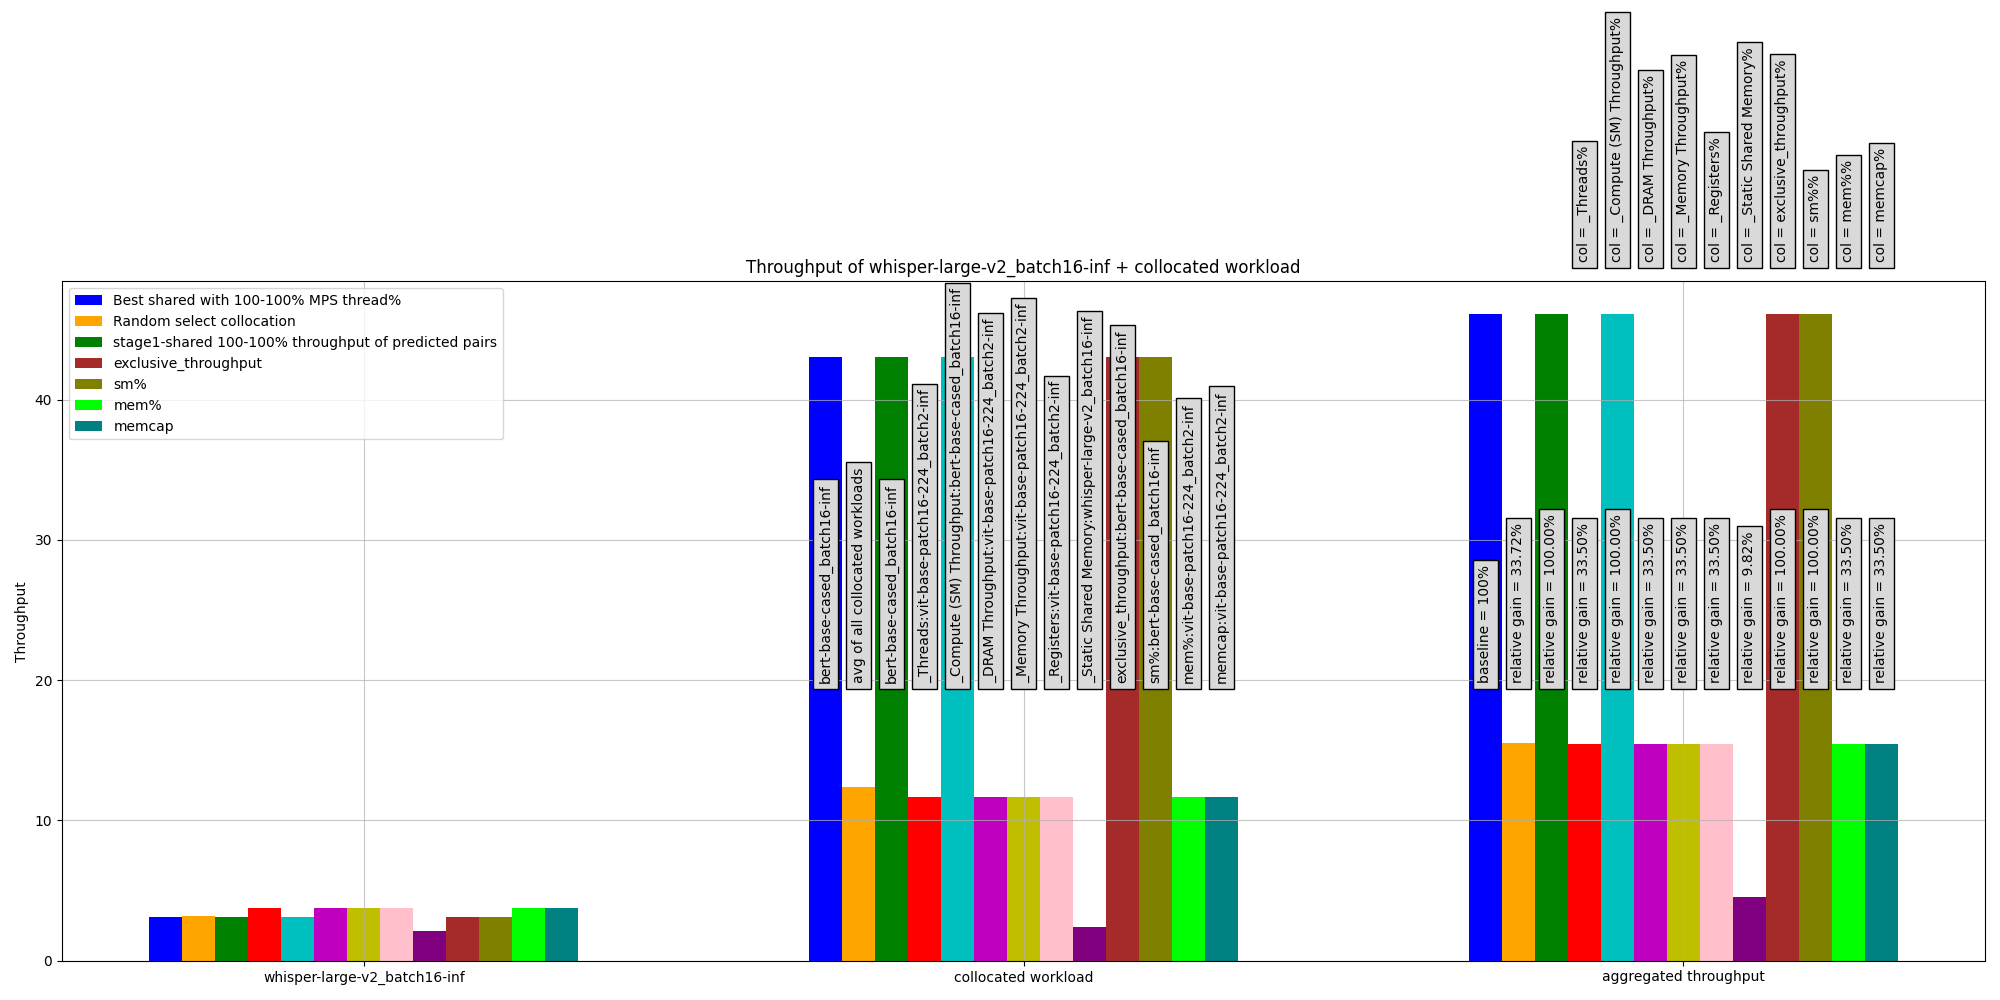 col = _Threads%
col = _Compute (SM) Throughput%
col = _DRAM Throughput%
col = _Memory Throughput%
col = _Registers%
col = _Static Shared Memory%
col = exclusive_throughput%
col = sm%%
col = mem%%
col = memcap%
Throughput of whisper-large-v2_batch16-inf + collocated workload
Best shared with 100-100% MPS thread%
Random select collocation
stage1-shared 100-100% throughput of predicted pairs
exclusive_throughput
sm%
mem%
memcap
Throughput
40
30
20
10
0
bert-base-cased_batch16-inf
avg of all collocated workloads
bert-base-cased_batch16-inf
_Threads:vit-base-patch16-224_batch2-inf
_Compute (SM) Throughput:bert-base-cased_batch16-inf
_DRAM Throughput:vit-base-patch16-224_batch2-inf
_Memory Throughput:vit-base-patch16-224_batch2-inf
_Registers:vit-base-patch16-224_batch2-inf
_Static Shared Memory:whisper-large-v2_batch16-inf
exclusive_throughput:bert-base-cased_batch16-inf
sm%:bert-base-cased_batch16-inf
mem%:vit-base-patch16-224_batch2-inf
memcap:vit-base-patch16-224_batch2-inf
baseline = 100%
relative gain = 33.72%
relative gain = 100.00%
relative gain = 33.50%
relative gain = 100.00%
relative gain = 33.50%
relative gain = 33.50%
relative gain = 33.50%
relative gain = 9.82%
relative gain = 100.00%
relative gain = 100.00%
relative gain = 33.50%
relative gain = 33.50%
whisper-large-v2_batch16-inf
collocated workload
aggregated throughput